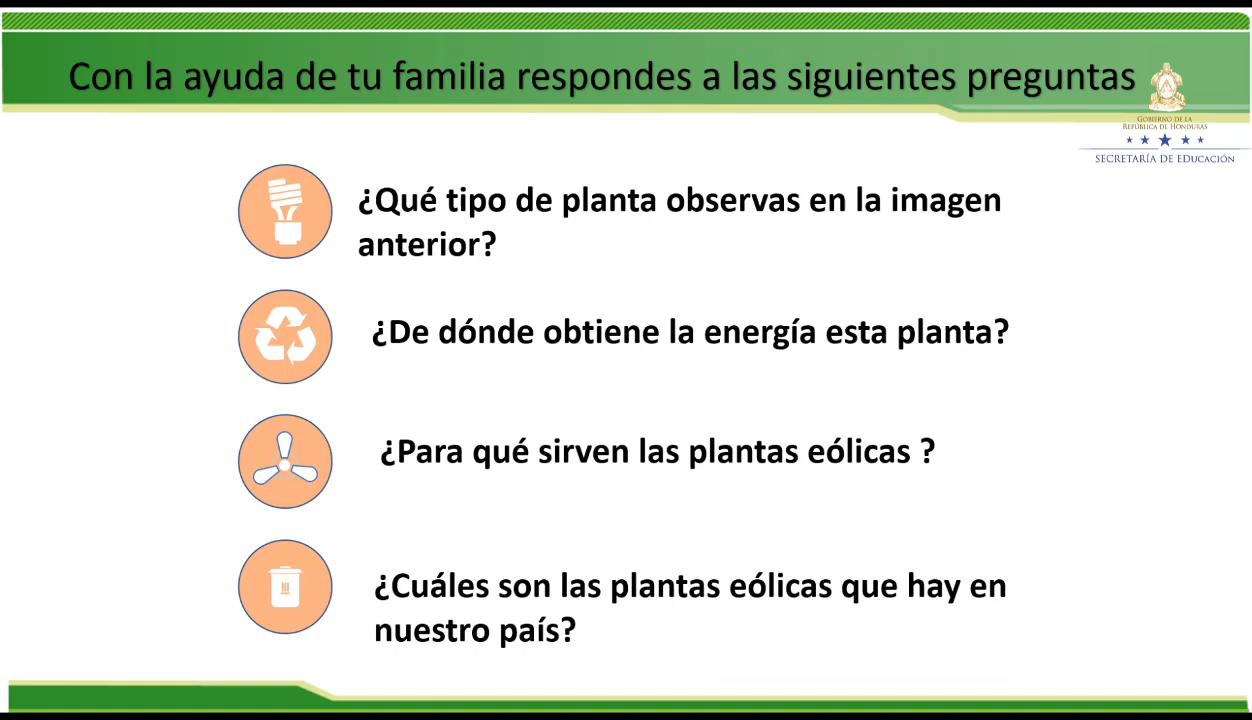 Con la ayuda de tu familia respondes a las siguientes preguntas
GOBIERNO DE LA
REPÚBLICA DE HONDURAS
SECRETARÍA DE EDUCACIÓN
¿Qué tipo de planta observas en la imagen
anterior?
¿De dónde obtiene la energía esta planta?
¿Para qué sirven las plantas eólicas ?
¿Cuáles son las plantas eólicas que hay en
nuestro país?